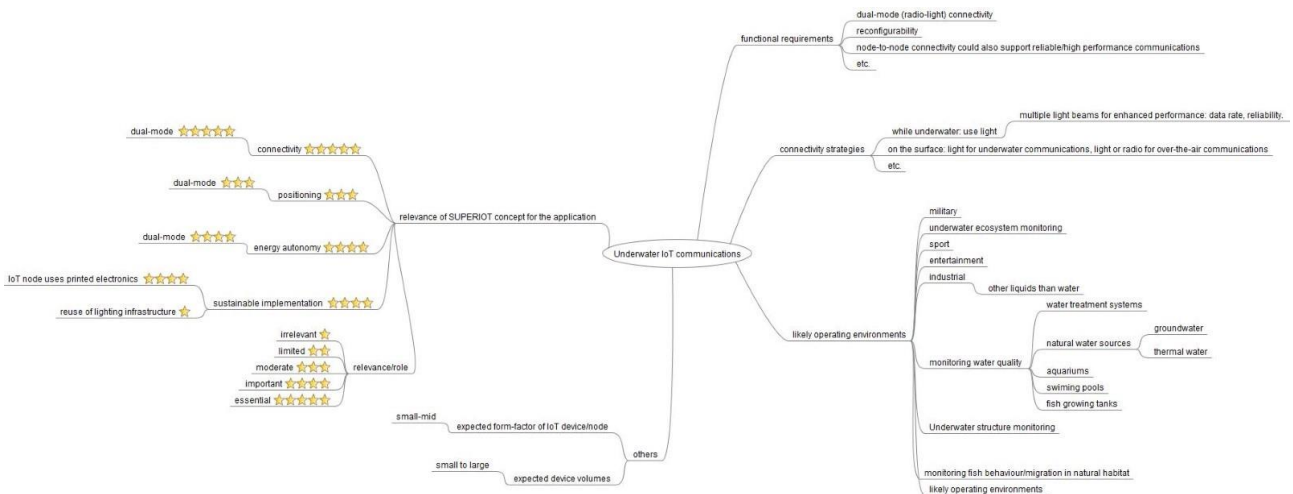 dual-mode (radio-light) connectivity
reconfigurability
functional requirements
node-to-node connectivity could also support reliable/high performance communications
etc.
multiple light beams for enhanced performance: data rate, reliability.
while underwater: use light
connectivity strategies
on the surface: light for underwater communications, light or radio for over-the-air communications
etc.
dual-mode
connectivity
dual-mode
positioning
relevance of SUPERIOT concept for the application
dual-mode
energy autonomy
IoT node uses printed electronics
sustainable implementation
reuse of lighting infrastructure
irrelevant
limited
moderate
relevance/role
important
essential
Underwater IoT communications
military
underwater ecosystem monitoring
sport
entertainment
industrial
other liquids than water
likely operating environments
water treatment systems
groundwater
natural water sources
thermal water
monitoring water quality
aquariums
swiming pools
fish growing tanks
Underwater structure monitoring
monitoring fish behaviour/migration in natural habitat
likely operating environments
small-mid
expected form-factor of IoT device/node
others
small to large
expected device volumes